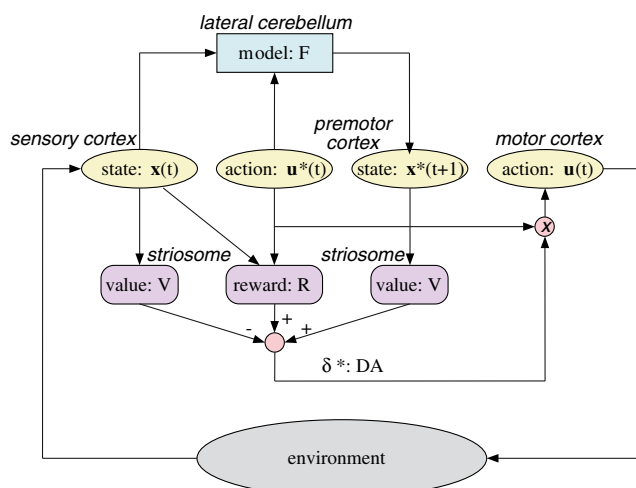 lateral cerebellum
model: F
sensory cortex
premotor
cortex
motor cortex
state: x(t)
action: u*(t)
state: x*(t+1)
action: u(t)
x
striosome
striosome
value: V
reward: R
value: V
-
+
+
δ *: DA
environment